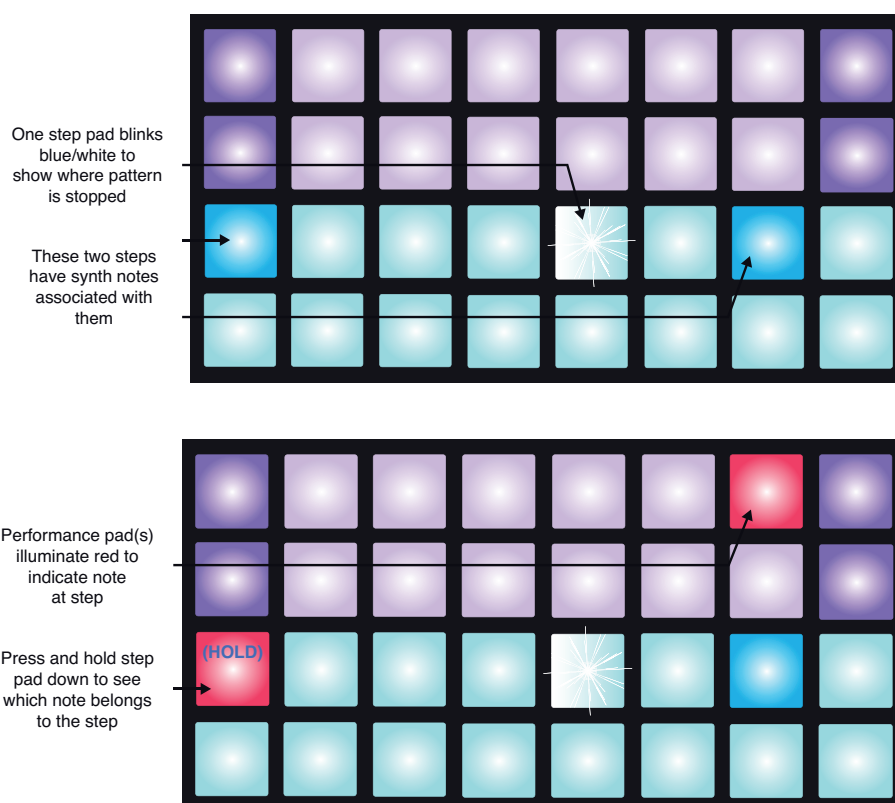 One step pad blinks
blue/white to
show where pattern
is stopped
These two steps
have synth notes
associated with
them
Performance pad(s)
illuminate red to
indicate note
at step
(HOLD)
Press and hold step
pad down to see
which note belongs
to the step